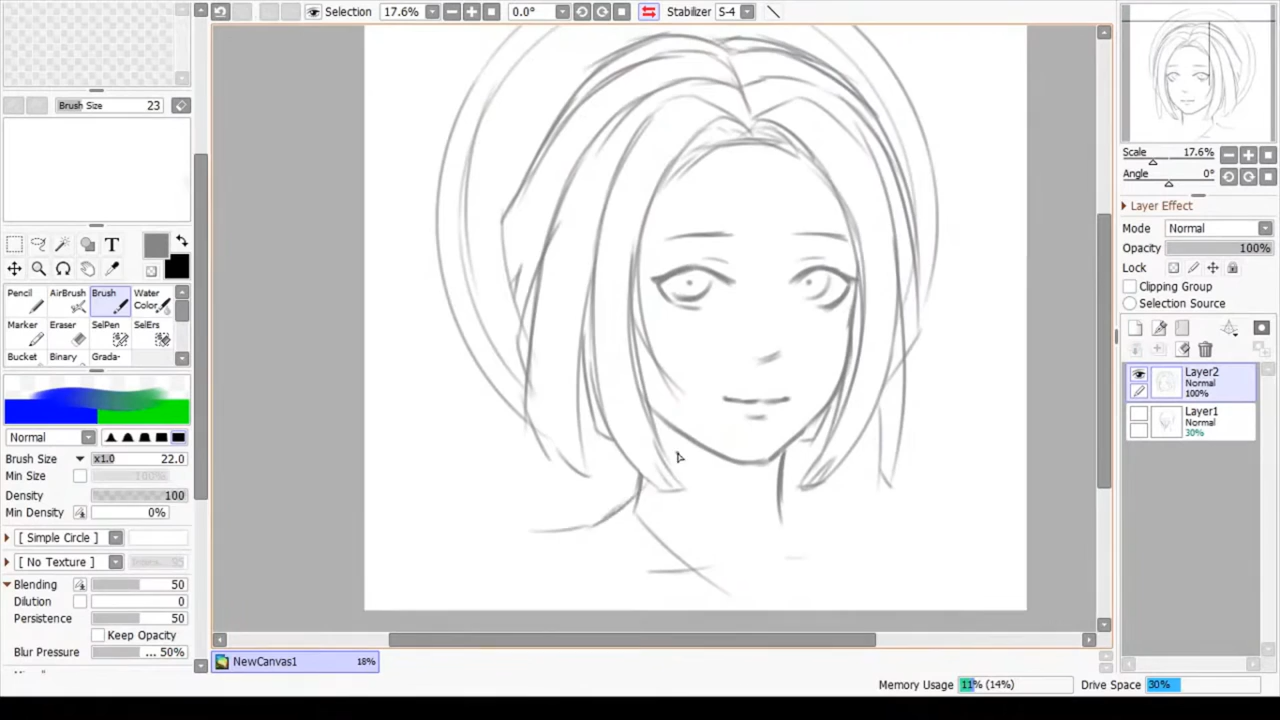 Selection 17.6% 0.0° Stabilizer S-4
Brush Size 23
T
Pencil AirBrush Brush Water Color
Marker Eraser SelPen SelErs
Bucket Binary Grada-
Normal
Brush Size x1.0 22.0
Min Size 100%
Density 100
Min Density 0%
[ Simple Circle ]
[ No Texture ] 95
Blending 50
Dilution 0
Persistence 50
Keep Opacity
Blur Pressure ... 50%
NewCanvas1 18%
Scale 17.6%
Angle 0°
Layer Effect
Mode Normal
Opacity 100%
Lock
Clipping Group
Selection Source
Layer2
Normal
100%
Layer1
Normal
30%
Memory Usage 11% (14%) Drive Space 30%